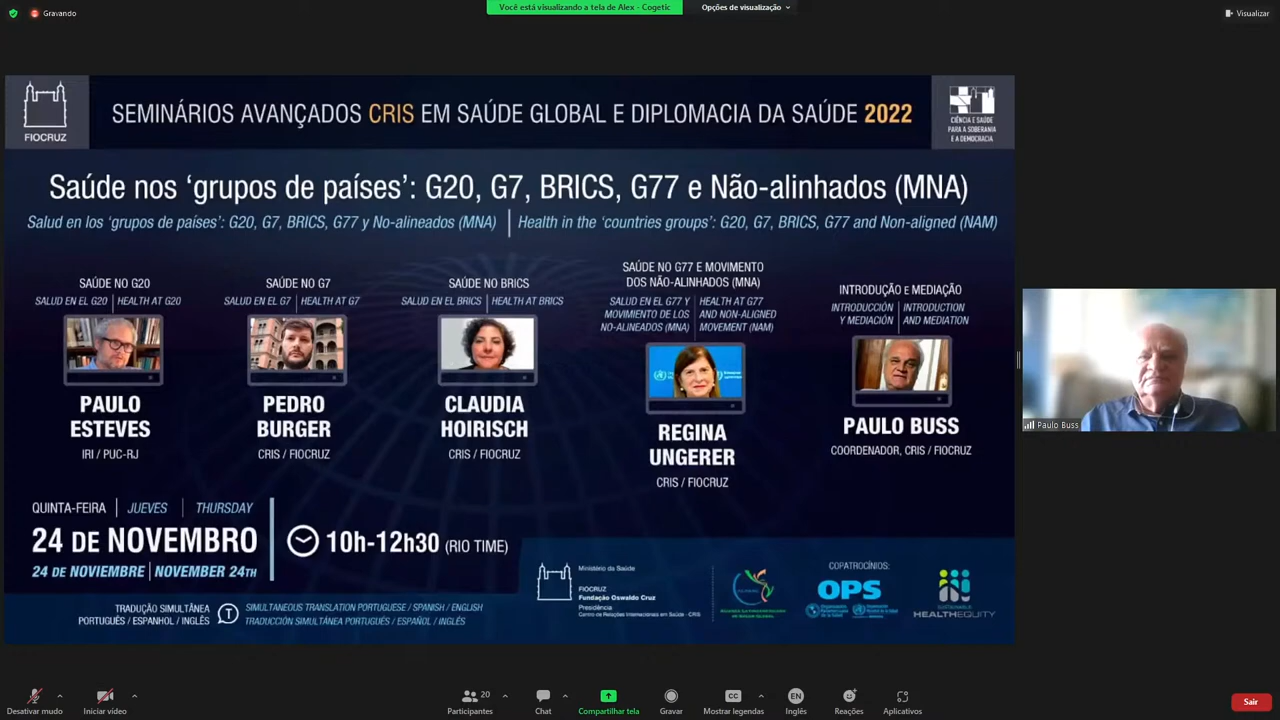 Gravando
Você está visualizando a tela de Alex - Cogetic
Opções de visualização
Visualizar
FIOCRUZ
SEMINÁRIOS AVANÇADOS CRIS EM SAÚDE GLOBAL E DIPLOMACIA DA SAÚDE 2022
CIÊNCIA E SAÚDE
PARA A SOBERANIA
E A DEMOCRACIA
Saúde nos ‘grupos de países’: G20, G7, BRICS, G77 e Não-alinhados (MNA)
Salud en los ‘grupos de países’: G20, G7, BRICS, G77 y No-alineados (MNA)
Health in the ‘countries groups’: G20, G7, BRICS, G77 and Non-aligned (NAM)
SAÚDE NO G20
SALUD EN EL G20 | HEALTH AT G20
PAULO
ESTEVES
IRI / PUC-RJ
SAÚDE NO G7
SALUD EN EL G7 | HEALTH AT G7
PEDRO
BURGER
CRIS / FIOCRUZ
SAÚDE NO BRICS
SALUD EN EL BRICS | HEALTH AT BRICS
CLAUDIA
HOIRISCH
CRIS / FIOCRUZ
SAÚDE NO G77 E MOVIMENTO
DOS NÃO-ALINHADOS (MNA)
SALUD EN EL G77 Y
MOVIMIENTO DE LOS
NO-ALINEADOS (MNA)
HEALTH AT G77
AND NON-ALIGNED
MOVEMENT (NAM)
REGINA
UNGERER
CRIS / FIOCRUZ
INTRODUÇÃO e MEDIAÇÃO
INTRODUCCIÓN
Y MEDIACIÓN
INTRODUCTION
AND MEDIATION
PAULO BUSS
COORDENADOR, CRIS / FIOCRUZ
Paulo Buss
QUINTA-FEIRA | JUEVES | THURSDAY
24 DE NOVEMBRO
24 DE NOVIEMBRE | NOVEMBER 24TH
10h-12h30 (RIO TIME)
TRADUÇÃO SIMULTÂNEA
PORTUGUÊS / ESPANHOL / INGLÊS
T
SIMULTANEOUS TRANSLATION PORTUGUESE / SPANISH / ENGLISH
TRADUCCIÓN SIMULTÁNEA PORTUGUÉS / ESPAÑOL / INGLÉS
Ministério da Saúde
FIOCRUZ
Fundação Oswaldo Cruz
Presidência
Centro de Relações Internacionais em Saúde -CRIS
COPATROCÍNIOS:
OPS
SUSTAINABLE
HEALTHEQUITY
Desativar mudo
Iniciar vídeo
20
Participantes
Chat
Compartilhar tela
Gravar
CC
Mostrar legendas
EN
Inglês
Reações
Aplicativos
Sair